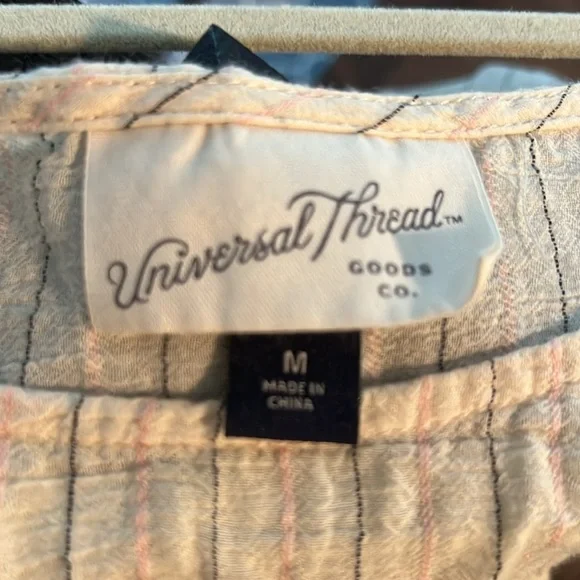 Universal Thread™
GOODS
CO.
M
MADE IN
CHINA